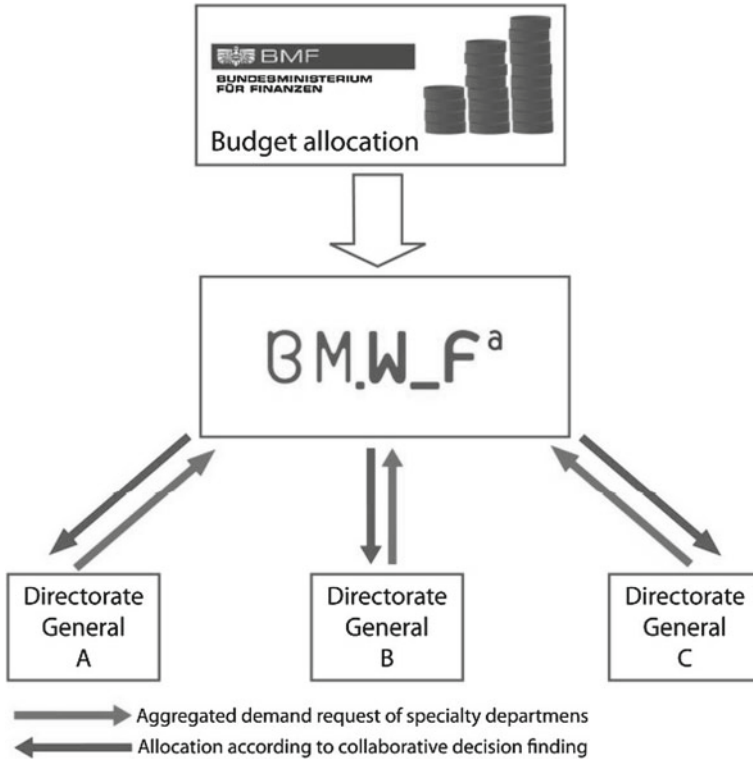 BMF
BUNDESMINISTERIUM
FÜR FINANZEN
Budget allocation
BM.W_F a
Directorate
General
A
Directorate
General
B
Directorate
General
C
Aggregated demand request of specialty departmens
Allocation according to collaborative decision finding